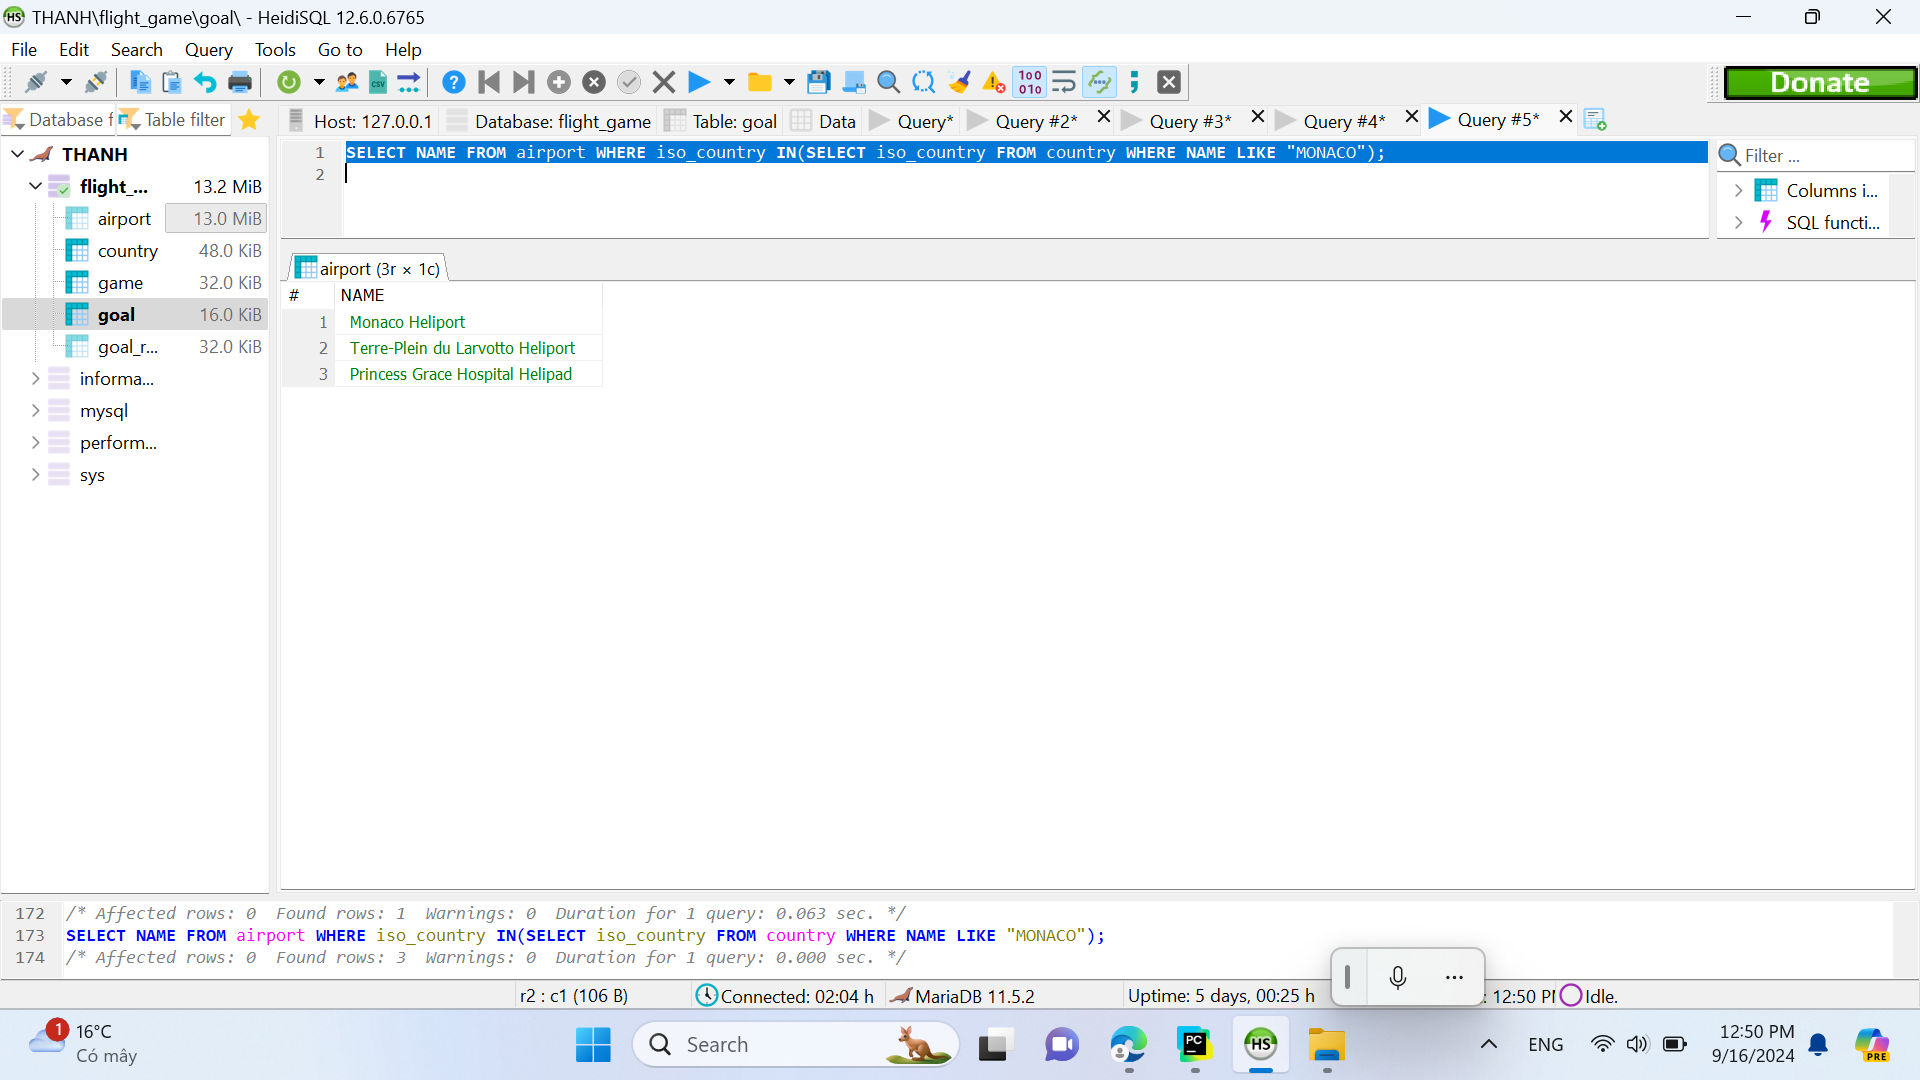 THANH\flight_game\goal\ - HeidiSQL 12.6.0.6765
File Edit Search Query Tools Go to Help
Donate
Database f Table filter Host: 127.0.0.1 Database: flight_game Table: goal Data Query* Query #2* Query #3* Query #4* Query #5*
THANH
flight_... 13.2 MiB
airport 13.0 MiB
country 48.0 KiB
game 32.0 KiB
goal 16.0 KiB
goal_r... 32.0 KiB
informa...
mysql
perform...
sys
1 SELECT NAME FROM airport WHERE iso_country IN(SELECT iso_country FROM country WHERE NAME LIKE "MONACO");
2
Filter ...
Columns i...
SQL functi...
airport (3r × 1c)
# NAME
1 Monaco Heliport
2 Terre-Plein du Larvotto Heliport
3 Princess Grace Hospital Helipad
172 /* Affected rows: 0 Found rows: 1 Warnings: 0 Duration for 1 query: 0.063 sec. */
173 SELECT NAME FROM airport WHERE iso_country IN(SELECT iso_country FROM country WHERE NAME LIKE "MONACO");
174 /* Affected rows: 0 Found rows: 3 Warnings: 0 Duration for 1 query: 0.000 sec. */
r2 : c1 (106 B) Connected: 02:04 h MariaDB 11.5.2 Uptime: 5 days, 00:25 h : 12:50 Idle.
1 16°C
Có mây
Search
PC
HS
ENG
12:50 PM
9/16/2024
PRE